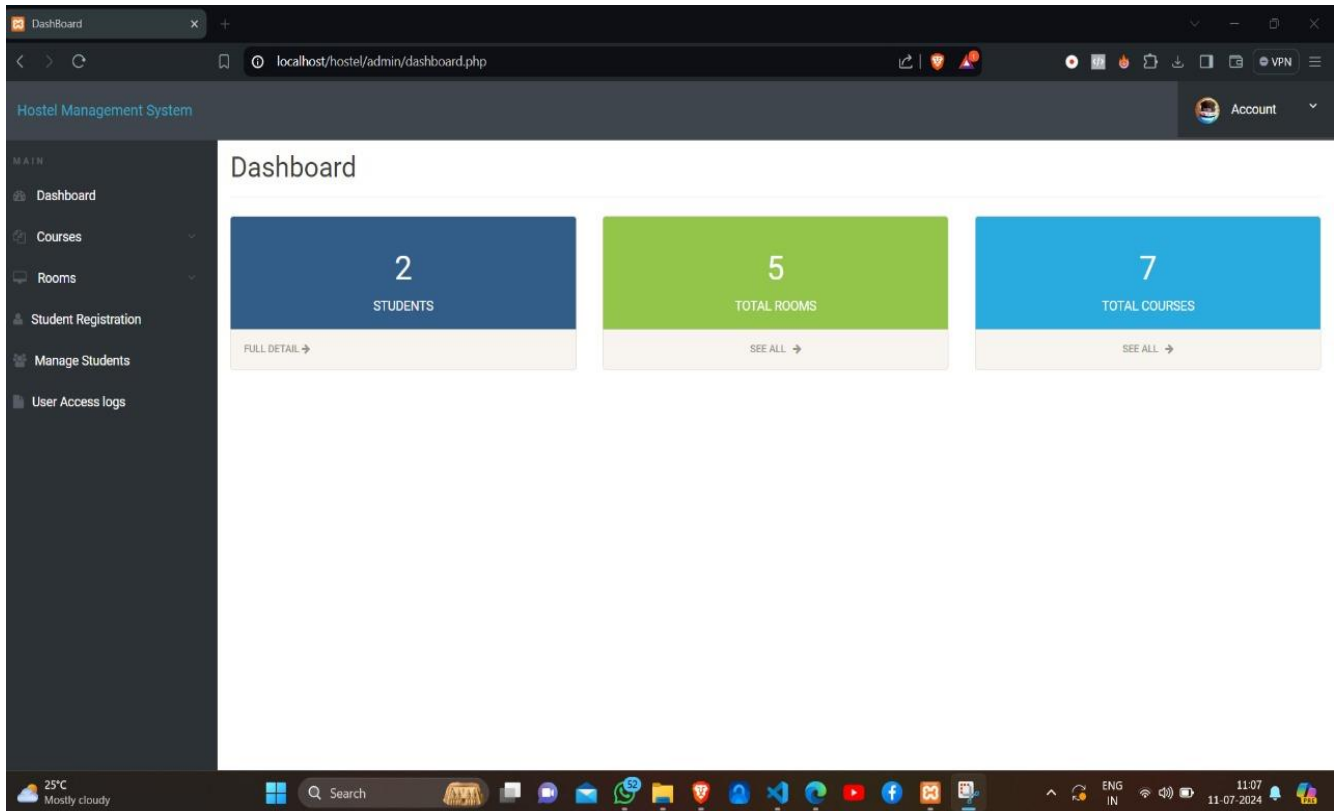 DashBoard
localhost/hostel/admin/dashboard.php
VPN
Hostel Management System
Account
MAIN
Dashboard
Courses
Rooms
Student Registration
Manage Students
User Access logs
Dashboard
2
STUDENTS
FULL DETAIL
5
TOTAL ROOMS
SEE ALL
7
TOTAL COURSES
SEE ALL
25°C
Mostly cloudy
Search
52
ENG
IN
11:07
11-07-2024